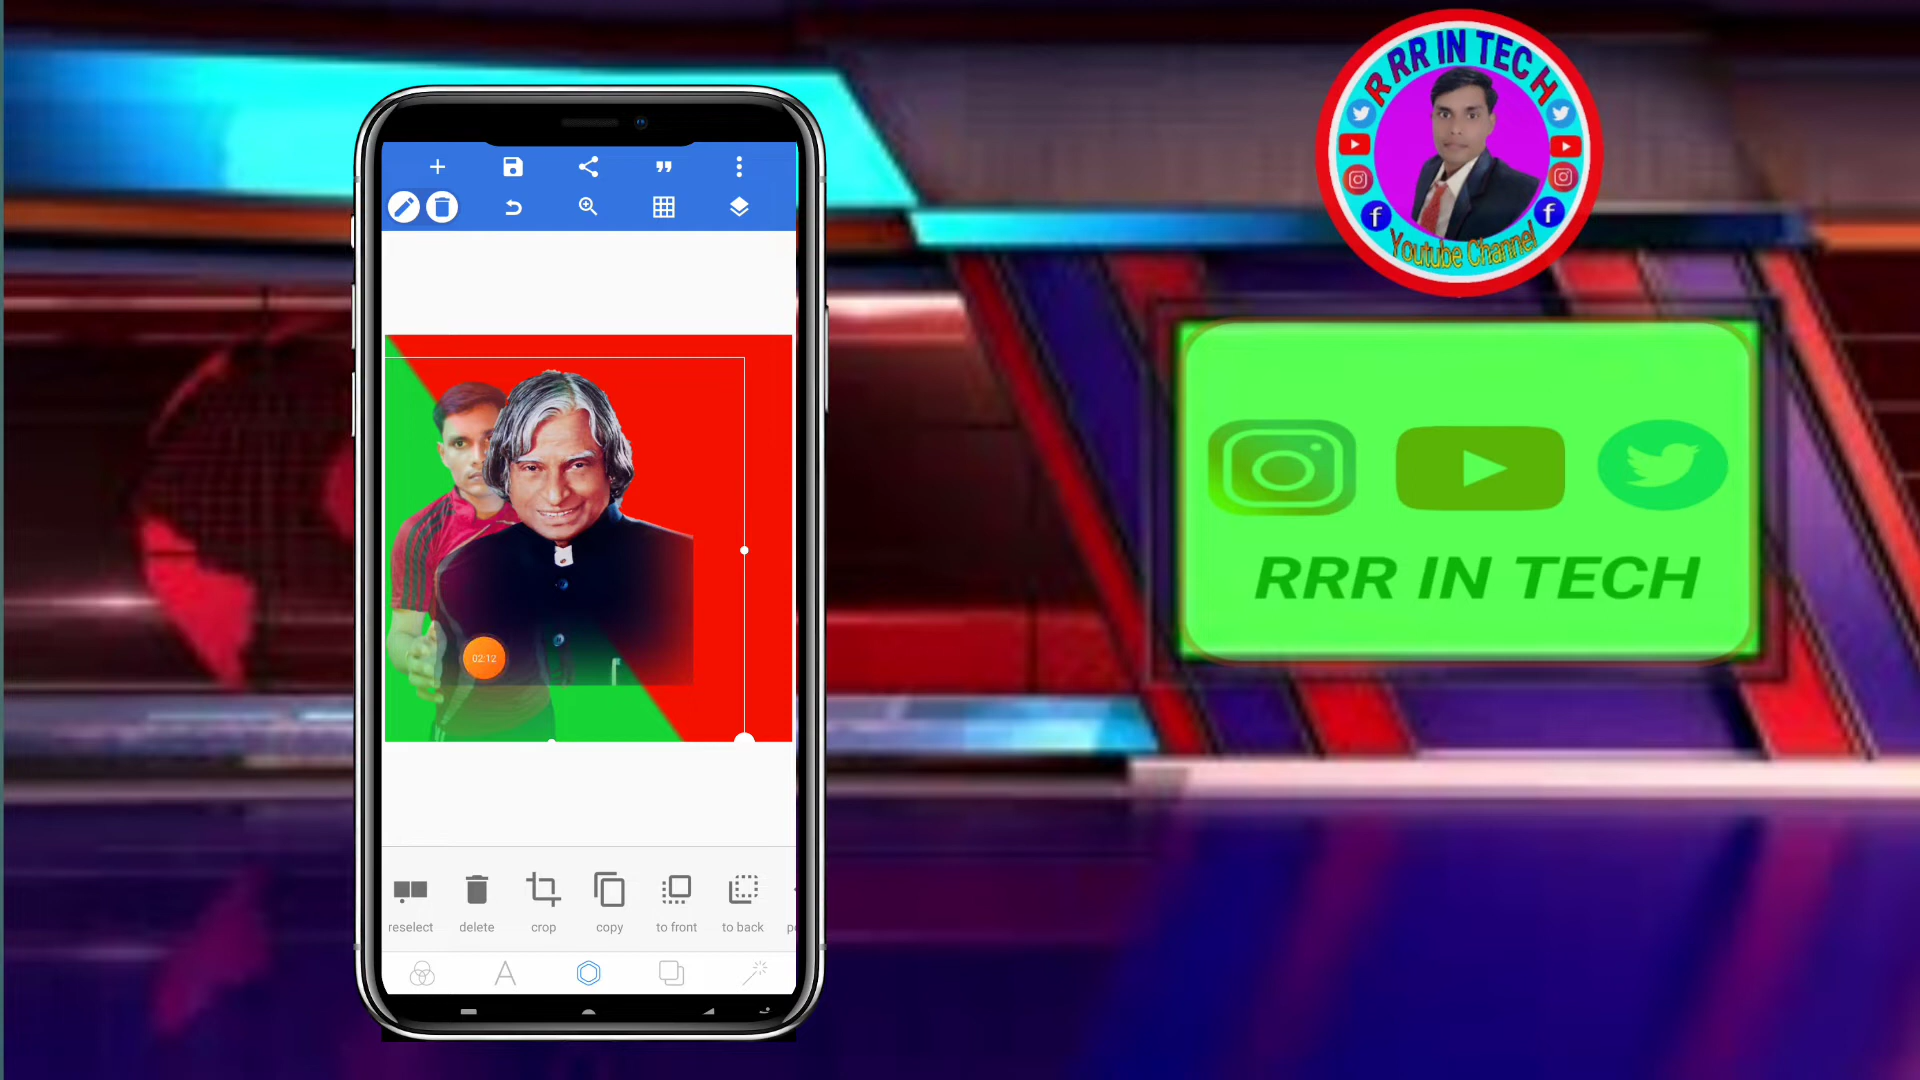 RRR IN TECH
Youtube Channel
02:12
reselect delete crop copy to front to back
RRR IN TECH